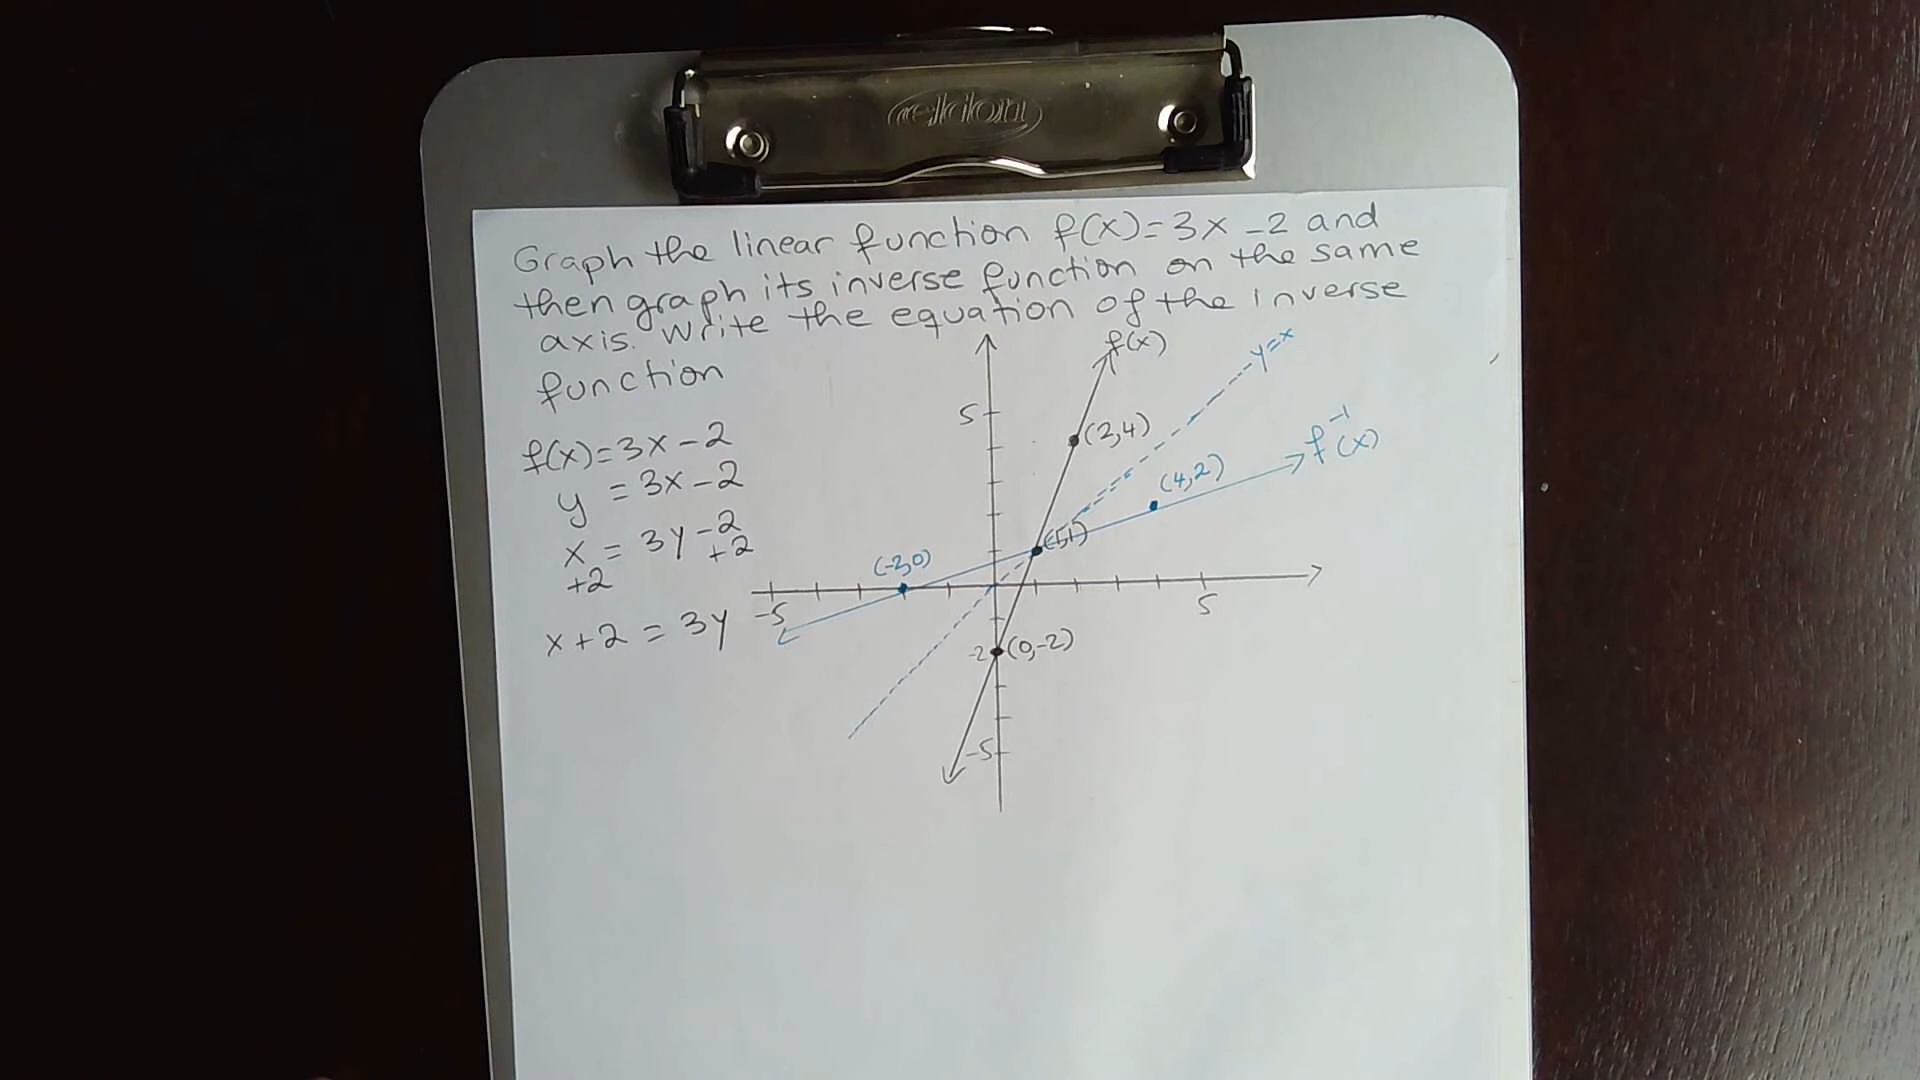 eldon
Graph the linear function f(x)=3x-2 and
then graph its inverse function on the same
axis. Write the equation of the inverse
function
f(x)=3x-2
y = 3x-2
x = 3y-2
+2 +2
x+2 = 3y
f(x)
y=x
5
(2,4)
f⁻¹(x)
(4,2)
(1,1)
(-2,0)
-5
5
-2
(0,-2)
-5